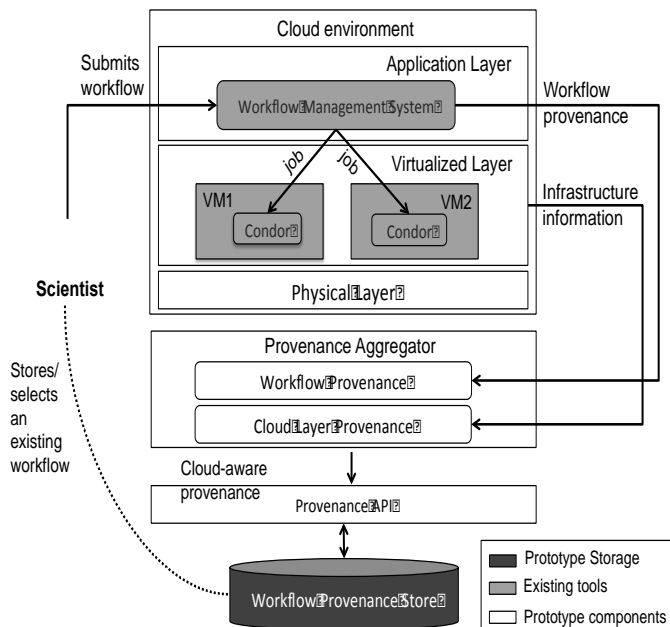 Cloud environment
Submits
workflow
Application Layer
Workflow Management System
Workflow
provenance
job
job
Virtualized Layer
VM1
Condor
VM2
Condor
Infrastructure
information
Physical Layer
Scientist
Provenance Aggregator
Workflow Provenance
Cloud Layer Provenance
Stores/
selects
an
existing
workflow
Cloud-aware
provenance
Provenance API
Workflow Provenance Store
Prototype Storage
Existing tools
Prototype components